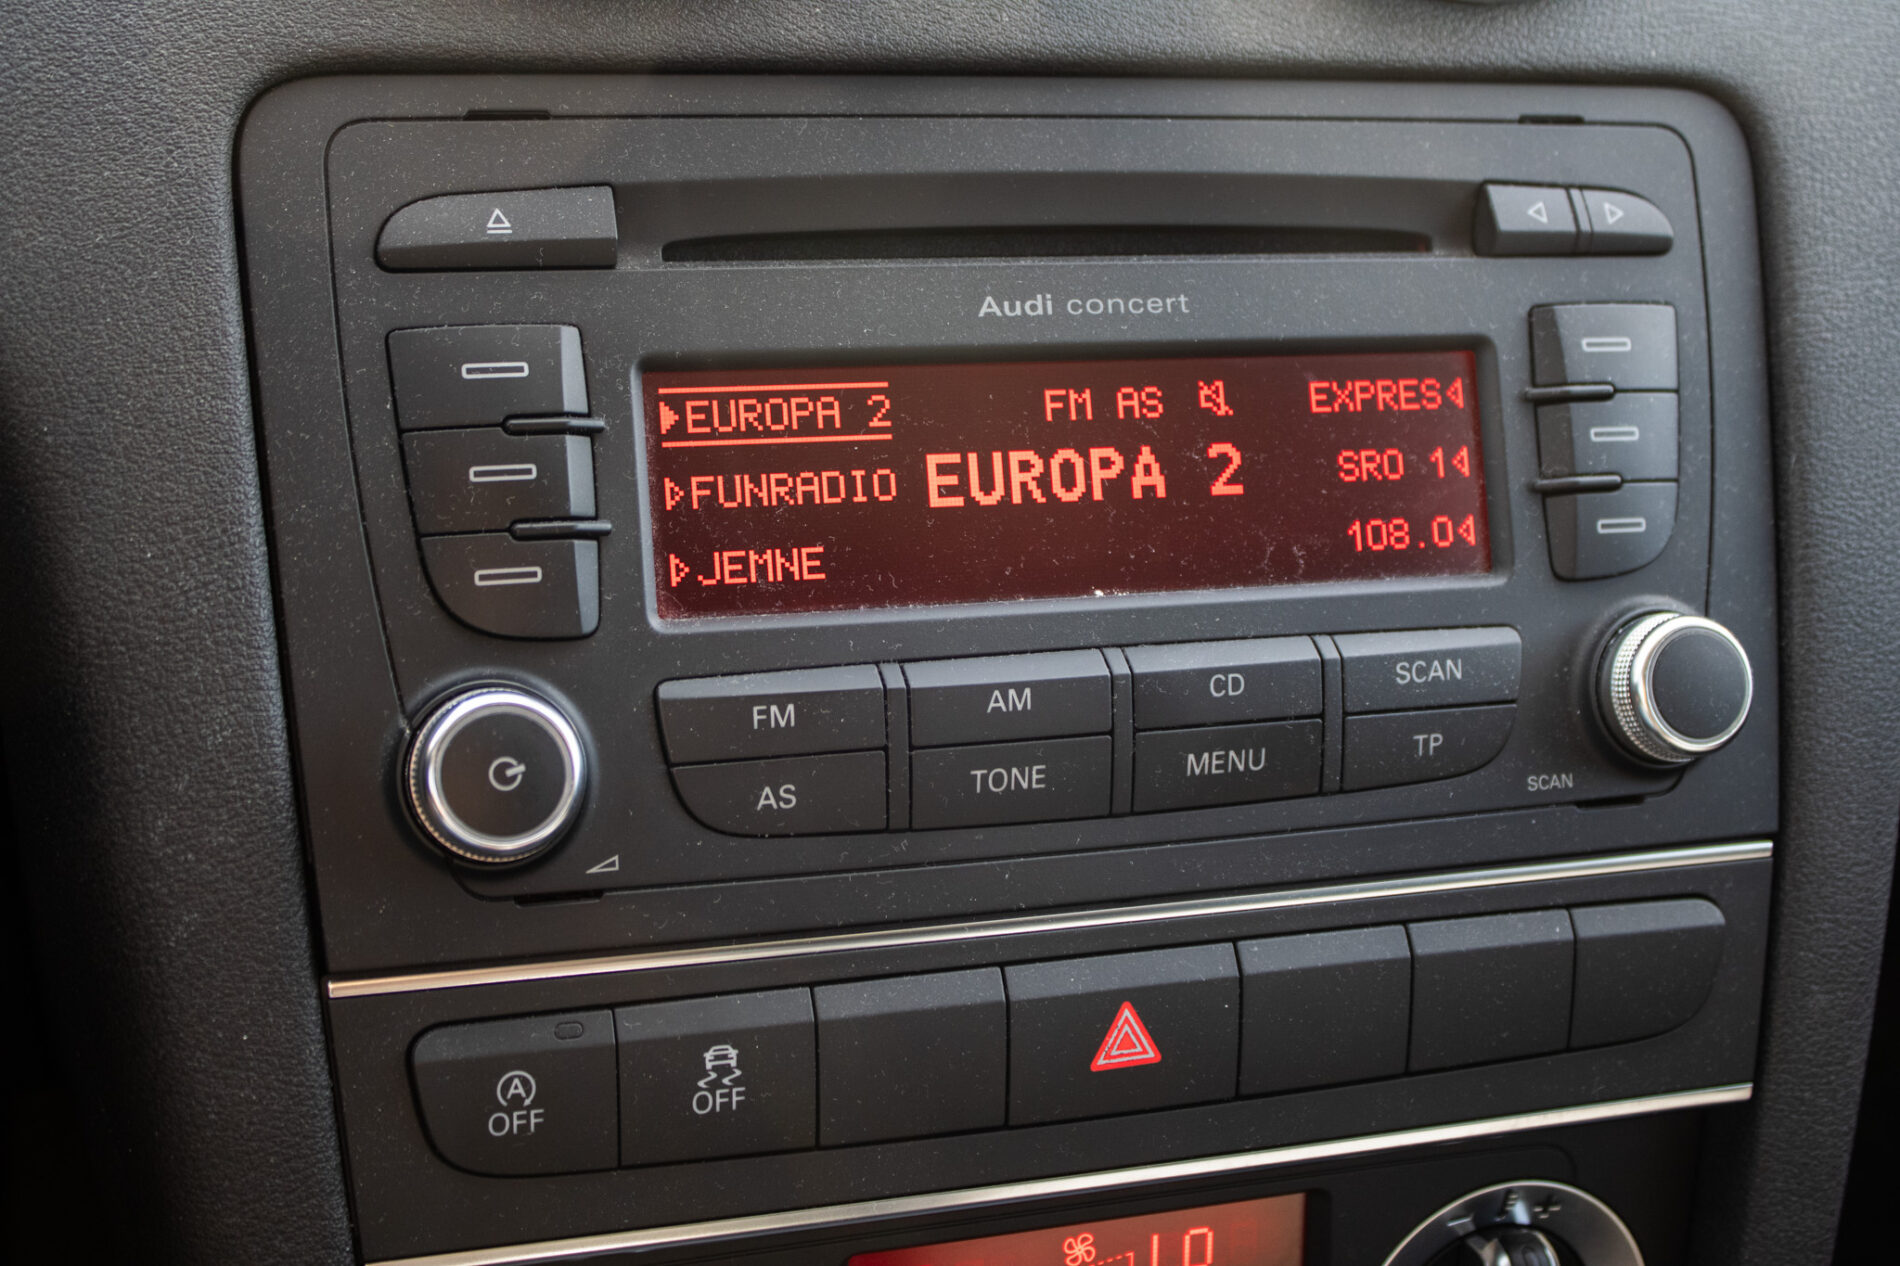 Audi concert
EUROPA 2
FM AS
EXPRES
FUNRADIO
EUROPA 2
SRO 1
JEMNE
108.0
FM
AM
CD
SCAN
AS
TONE
MENU
TP
SCAN
A
OFF
OFF